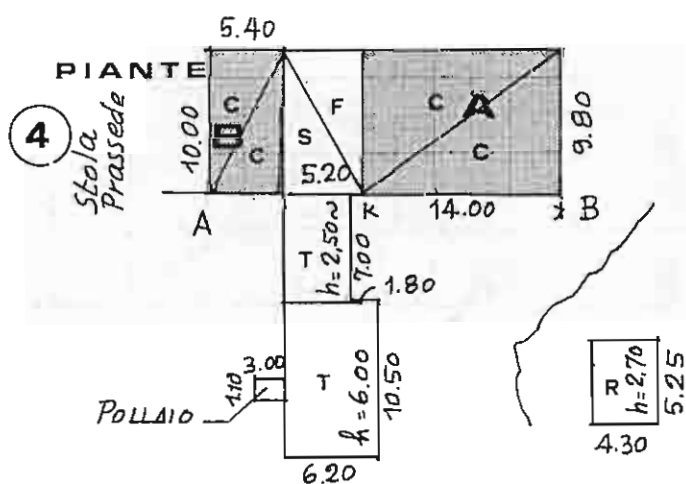 5.40
PIANTE
4
Stola
Prassede
10.00
C
C
B
S
F
5.20
C
A
C
9.80
A
K
14.00
B
T
h=2,50
7.00
1.80
3.00
1.10
T
h=6.00
10.50
POLLAIO
6.20
R
h=2,70
5.25
4.30